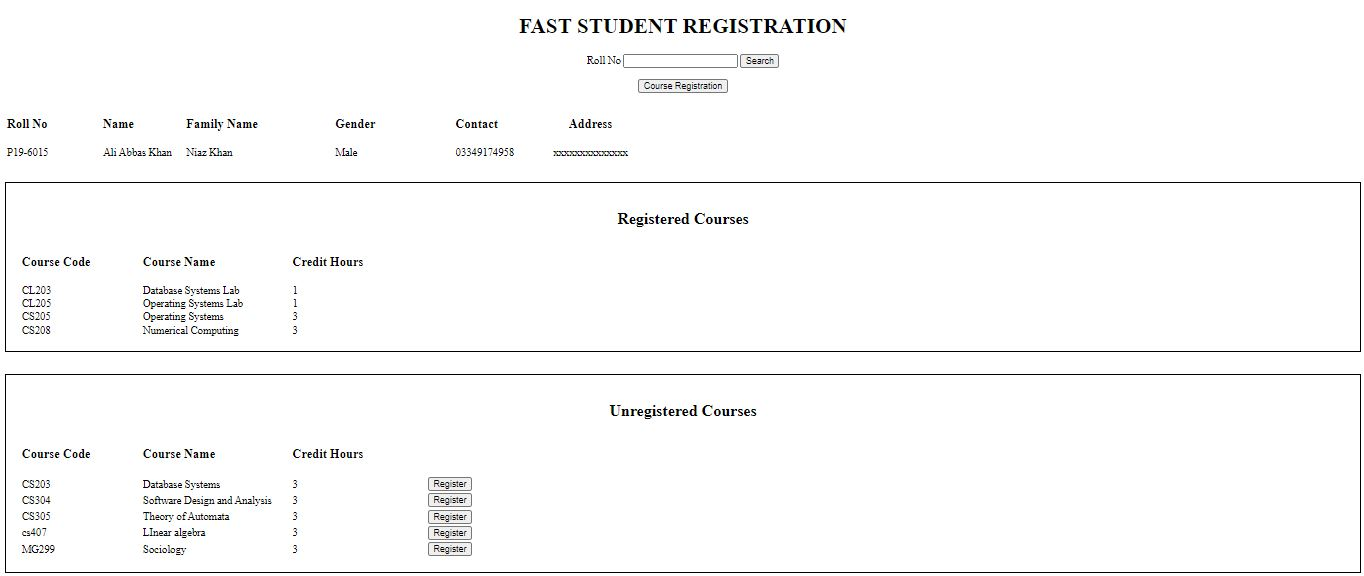 FAST STUDENT REGISTRATION
Roll No Search
Course Registration
Roll No Name Family Name Gender Contact Address
P19-6015 Ali Abbas Khan Niaz Khan Male 03349174958 xxxxxxxxxxxxxx
Registered Courses
Course Code Course Name Credit Hours
CL203 Database Systems Lab 1
CL205 Operating Systems Lab 1
CS205 Operating Systems 3
CS208 Numerical Computing 3
Unregistered Courses
Course Code Course Name Credit Hours
CS203 Database Systems 3 Register
CS304 Software Design and Analysis 3 Register
CS305 Theory of Automata 3 Register
cs407 LInear algebra 3 Register
MG299 Sociology 3 Register